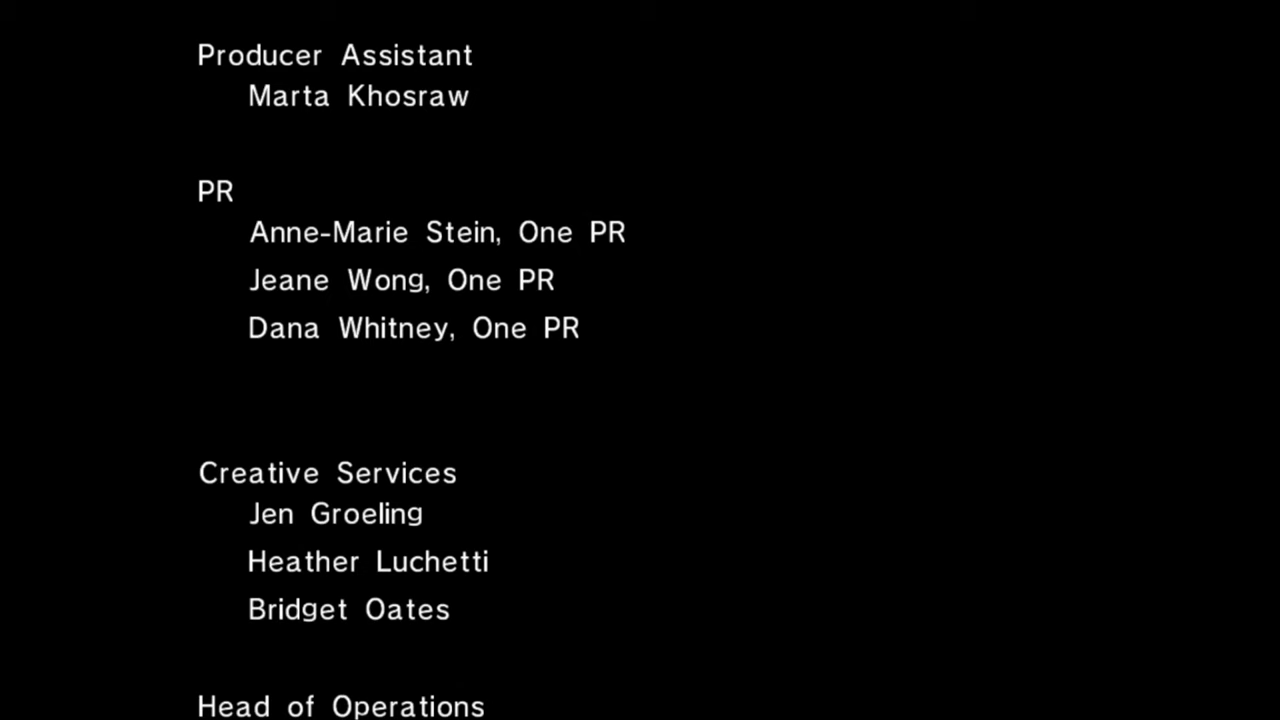 Producer Assistant
Marta Khosraw
PR
Anne-Marie Stein, One PR
Jeane Wong, One PR
Dana Whitney, One PR
Creative Services
Jen Groeling
Heather Luchetti
Bridget Oates
Head of Operations